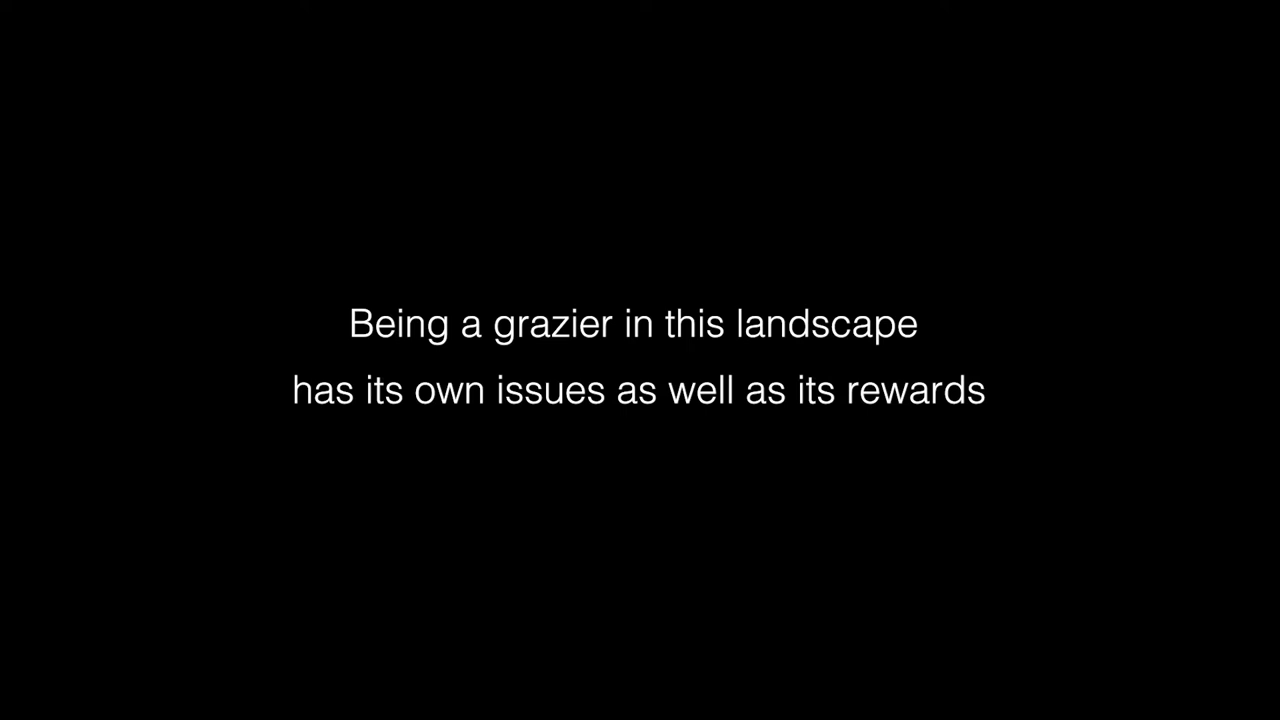 Being a grazier in this landscape
has its own issues as well as its rewards